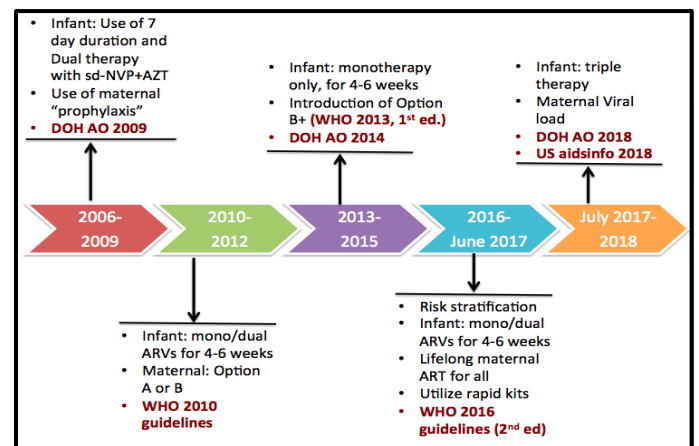 • Infant: Use of 7
day duration and
Dual therapy
with sd-NVP+AZT
• Use of maternal
"prophylaxis"
• DOH AO 2009
• Infant: monotherapy
only, for 4-6 weeks
• Introduction of Option
B+ (WHO 2013, 1st ed.)
• DOH AO 2014
• Infant: triple
therapy
• Maternal Viral
load
• DOH AO 2018
• US aidsinfo 2018
2006-
2009
2010-
2012
2013-
2015
2016-
June 2017
July 2017-
2018
• Infant: mono/dual
ARVs for 4-6 weeks
• Maternal: Option
A or B
• WHO 2010
guidelines
• Risk stratification
• Infant: mono/dual
ARVs for 4-6 weeks
• Lifelong maternal
ART for all
• Utilize rapid kits
• WHO 2016
guidelines (2nd ed)